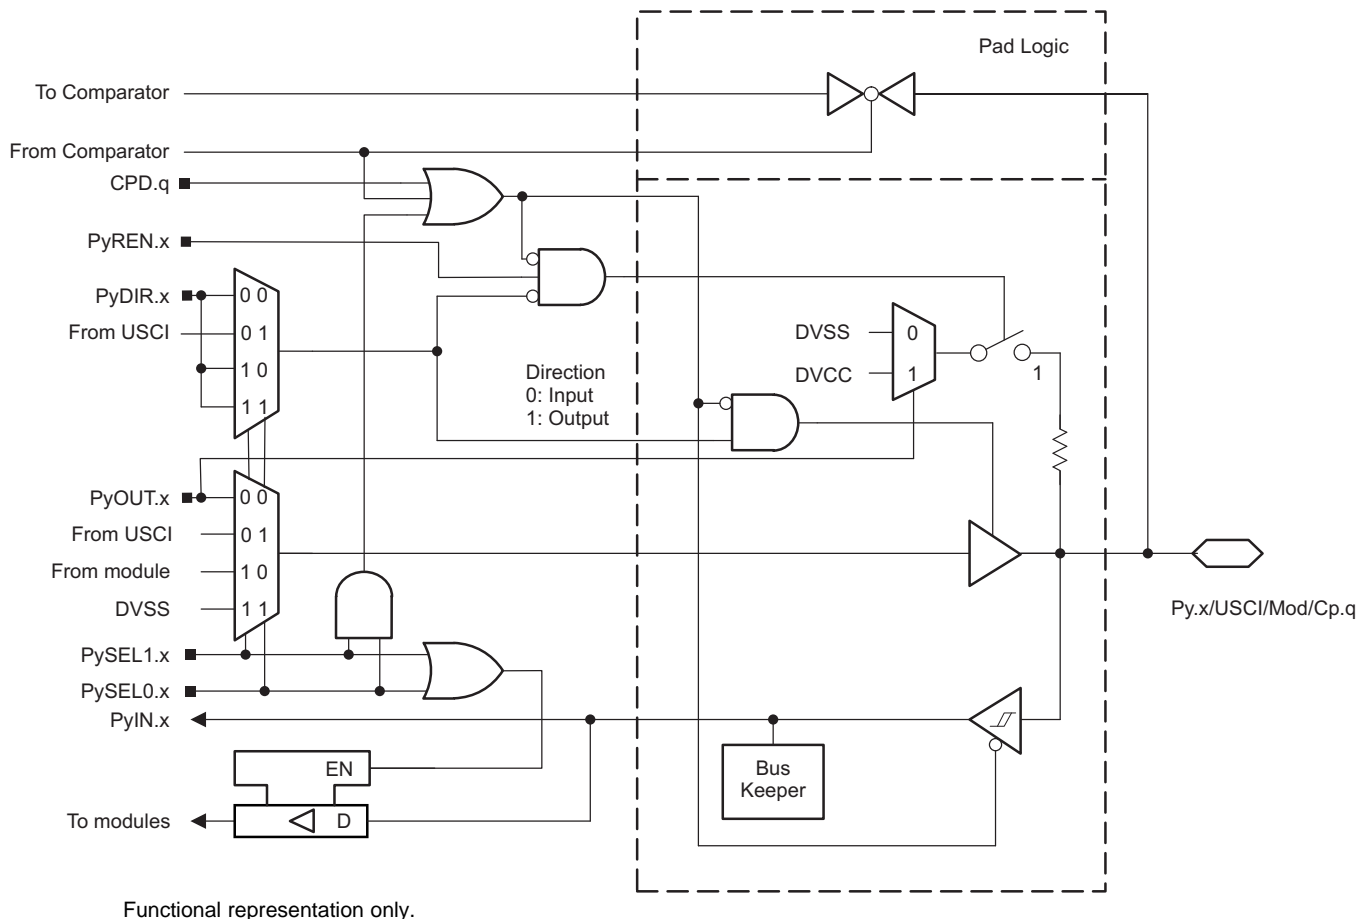 Pad Logic
To Comparator
From Comparator
CPD.q
PyREN.x
PyDIR.x
0 0
From USCI
0 1
1 0
1 1
Direction
0: Input
1: Output
DVSS
0
DVCC
1
1
PyOUT.x
0 0
From USCI
0 1
From module
1 0
DVSS
1 1
Py.x/USCI/Mod/Cp.q
PySEL1.x
PySEL0.x
PyIN.x
Bus
Keeper
EN
To modules
D
Functional representation only.